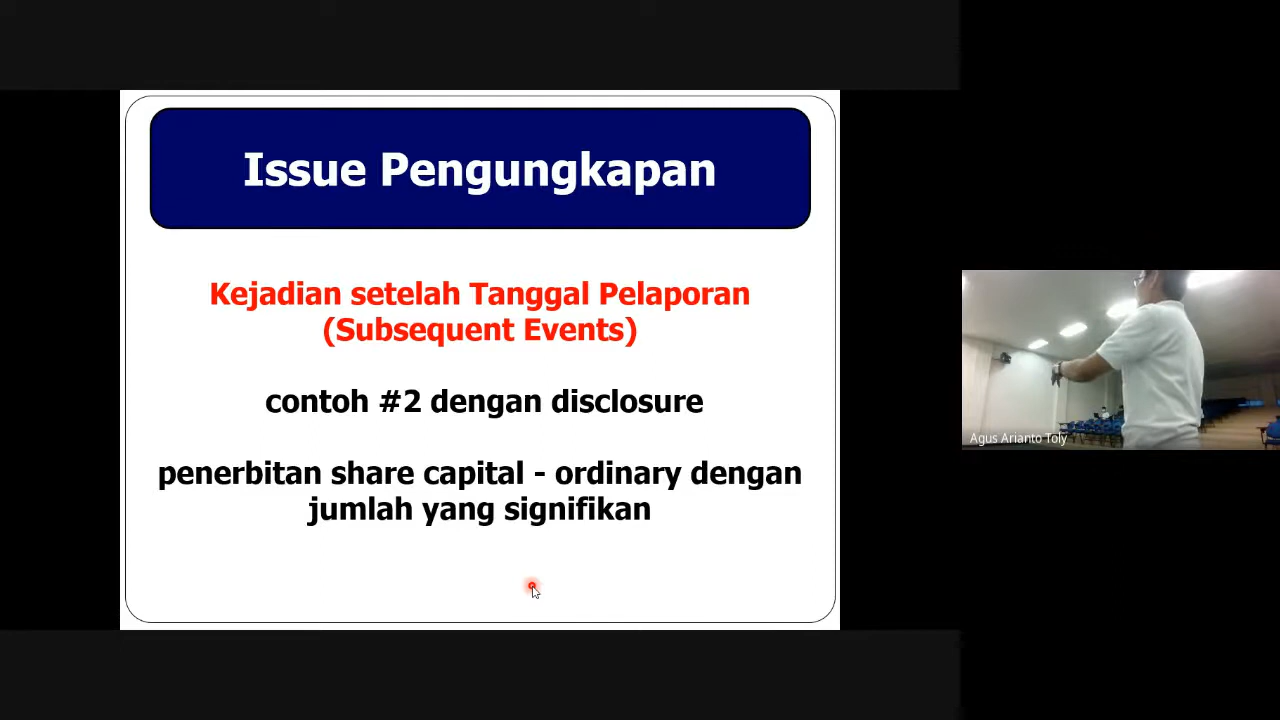 Issue Pengungkapan
Kejadian setelah Tanggal Pelaporan
(Subsequent Events)
contoh #2 dengan disclosure
penerbitan share capital - ordinary dengan
jumlah yang signifikan
Agus Arianto Toly